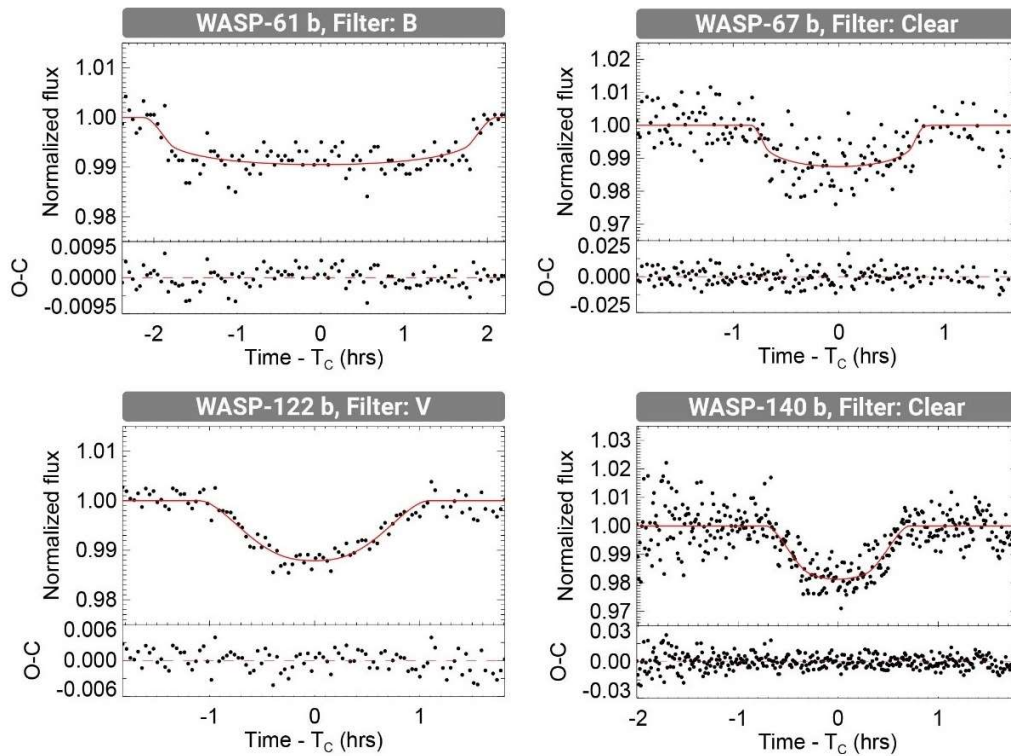 WASP-61 b, Filter: B
Normalized flux
1.01
1.00
0.99
0.98
O-C
0.0095
0.0000
-0.0095
-2 -1 0 1 2
Time - TC (hrs)
WASP-67 b, Filter: Clear
Normalized flux
1.02
1.01
1.00
0.99
0.98
0.97
O-C
0.025
0.000
-0.025
-1 0 1
Time - TC (hrs)
WASP-122 b, Filter: V
Normalized flux
1.01
1.00
0.99
0.98
O-C
0.006
0.000
-0.006
-1 0 1
Time - TC (hrs)
WASP-140 b, Filter: Clear
Normalized flux
1.03
1.02
1.01
1.00
0.99
0.98
0.97
O-C
0.03
0.00
-0.03
-2 -1 0 1
Time - TC (hrs)